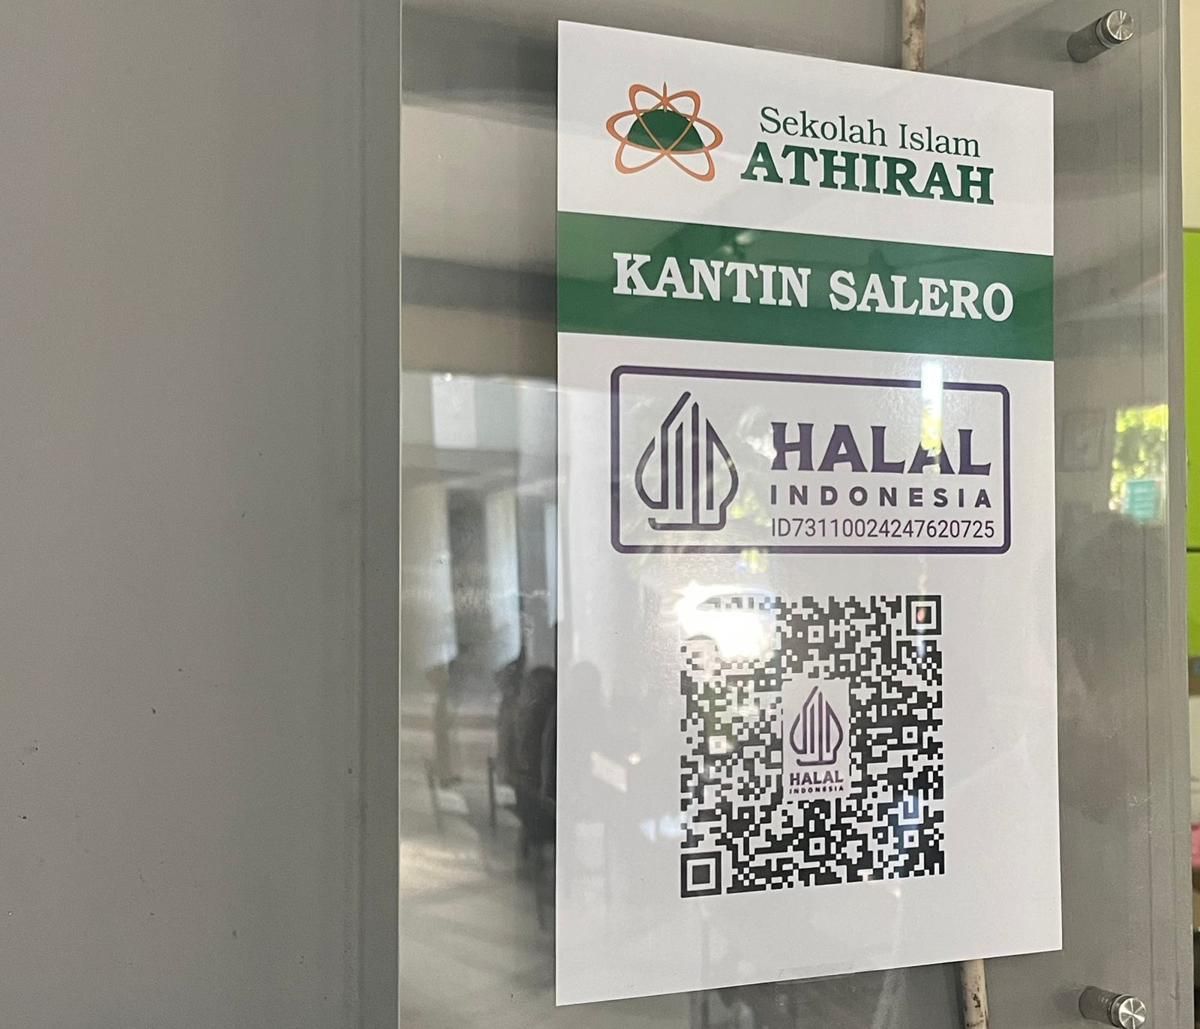 Sekolah Islam
ATHIRAH
KANTIN SALERO
HALAL
INDONESIA
ID73110024247620725
HALAL
INDONESIA